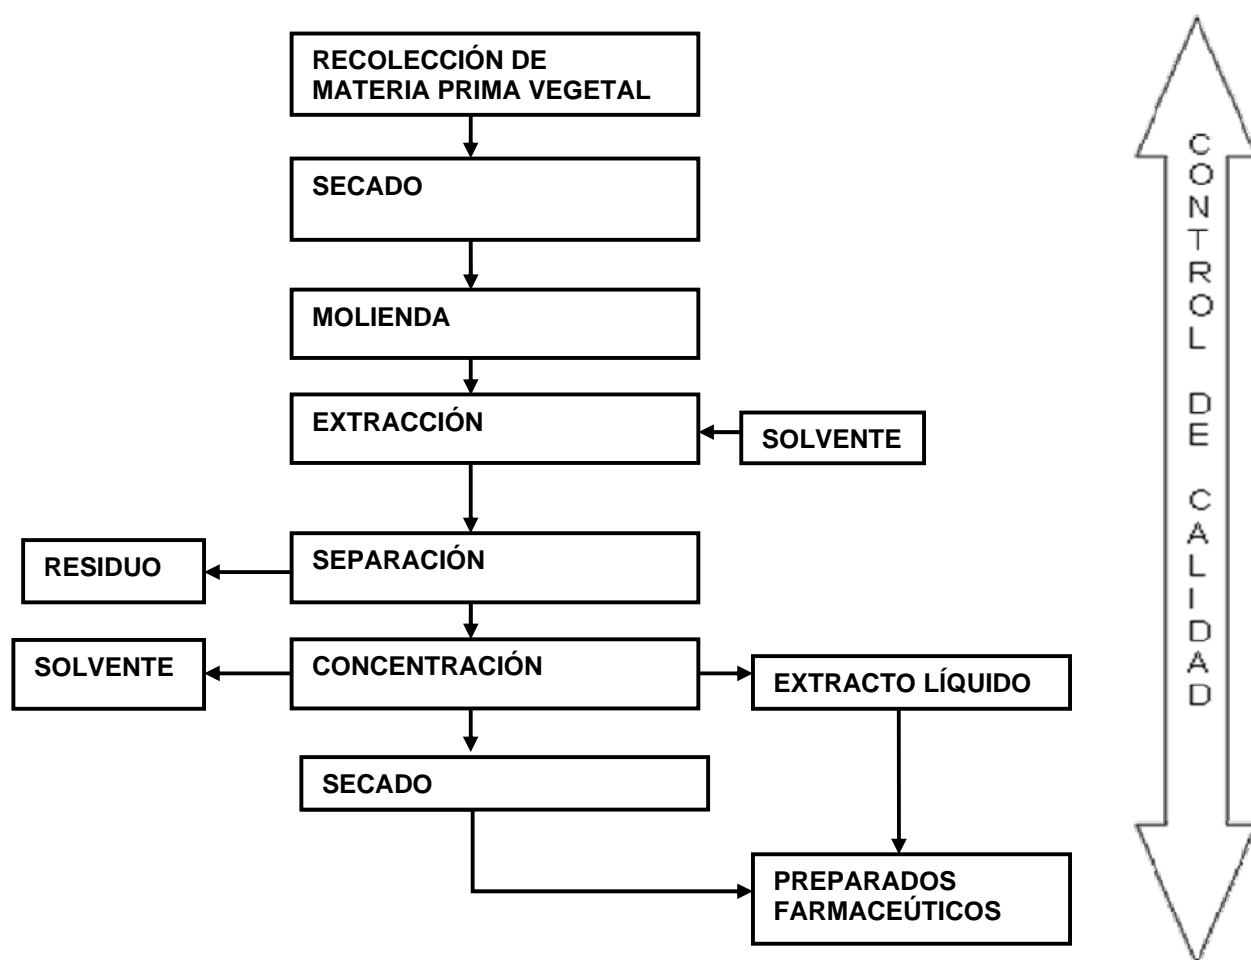 RECOLECCIÓN DE
MATERIA PRIMA VEGETAL
SECADO
MOLIENDA
EXTRACCIÓN
SOLVENTE
SEPARACIÓN
RESIDUO
CONCENTRACIÓN
SOLVENTE
EXTRACTO LÍQUIDO
SECADO
PREPARADOS
FARMACEÚTICOS
CONTROL DE CALIDAD